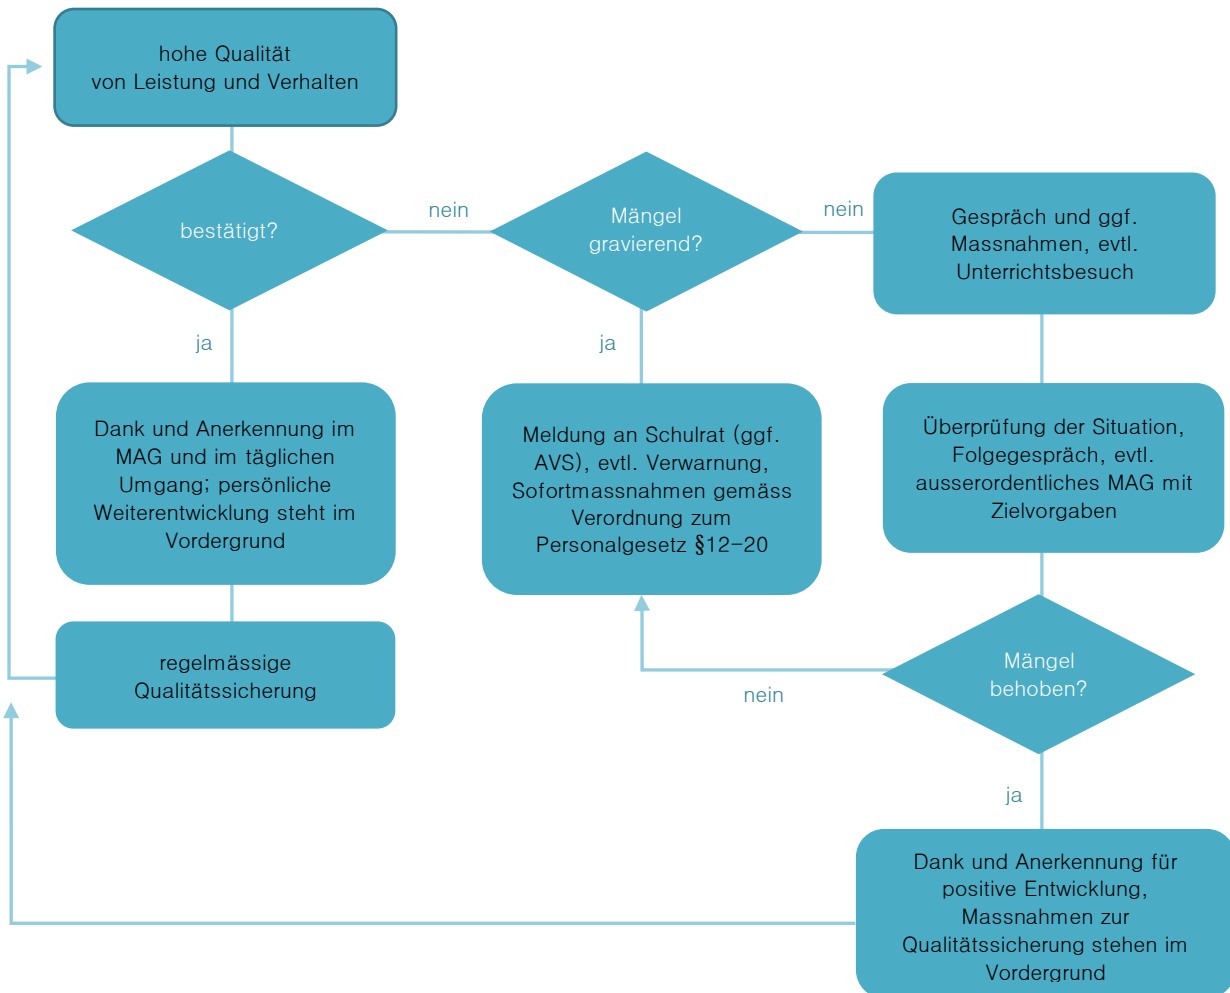 hohe Qualität
von Leistung und Verhalten
bestätigt?
nein
Mängel
gravierend?
nein
Gespräch und ggf.
Massnahmen, evtl.
Unterrichtsbesuch
ja
ja
Dank und Anerkennung im
MAG und im täglichen
Umgang; persönliche
Weiterentwicklung steht im
Vordergrund
Meldung an Schulrat (ggf.
AVS), evtl. Verwarnung,
Sofortmassnahmen gemäss
Verordnung zum
Personalgesetz §12-20
Überprüfung der Situation,
Folgegespräch, evtl.
ausserordentliches MAG mit
Zielvorgaben
regelmässige
Qualitätssicherung
Mängel
behoben?
nein
ja
Dank und Anerkennung für
positive Entwicklung,
Massnahmen zur
Qualitätssicherung stehen im
Vordergrund